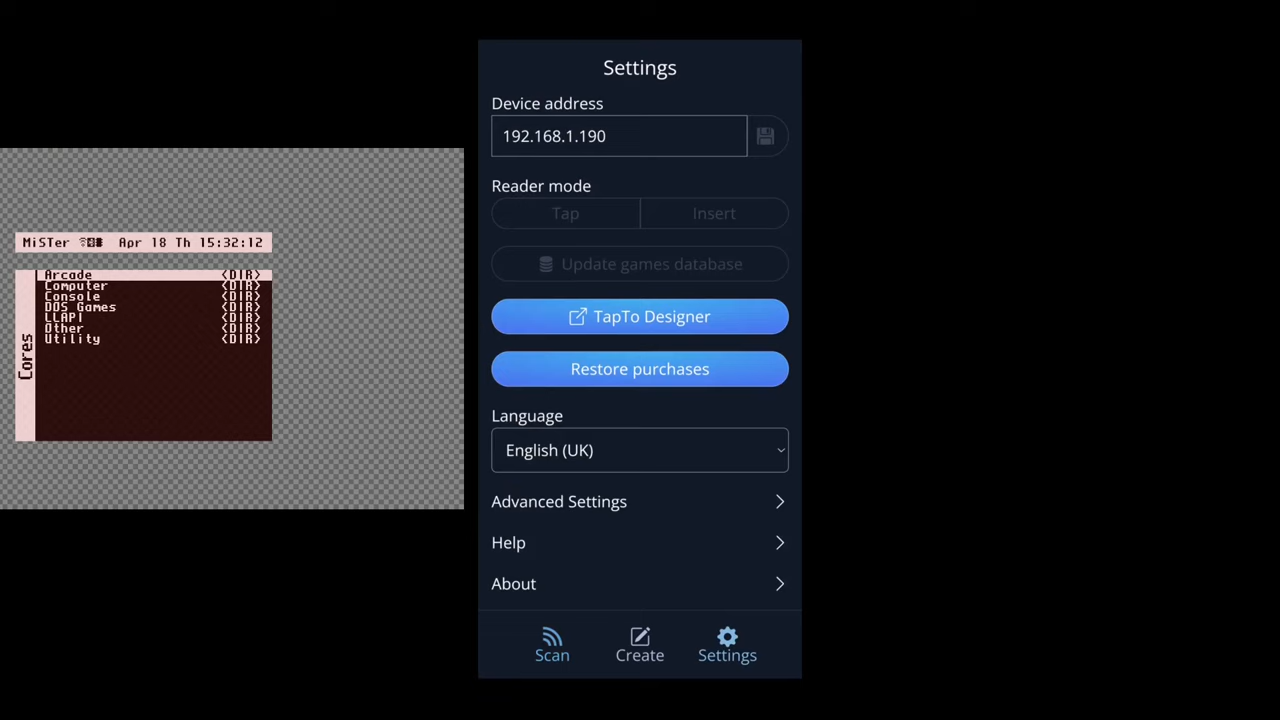 MiSTer Apr 18 Th 15:32:12
Cores
Arcade <DIR>
Computer <DIR>
Console <DIR>
DOS Games <DIR>
LLAPI <DIR>
Other <DIR>
Utility <DIR>
Settings
Device address
192.168.1.190
Reader mode
Tap Insert
Update games database
TapTo Designer
Restore purchases
Language
English (UK)
Advanced Settings
Help
About
Scan Create Settings